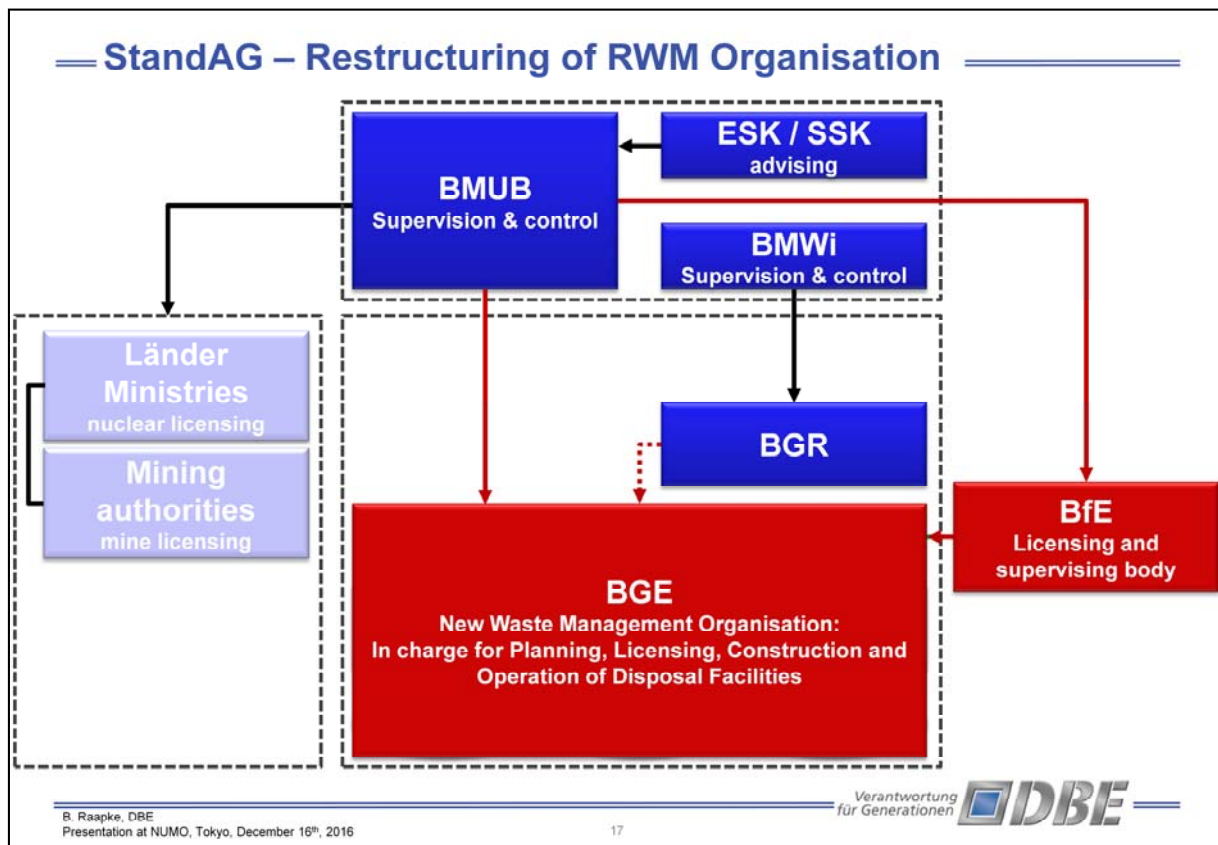 StandAG – Restructuring of RWM Organisation
BMUB
Supervision & control
ESK / SSK
advising
BMWi
Supervision & control
Länder
Ministries
nuclear licensing
Mining
authorities
mine licensing
BGR
BfE
Licensing and
supervising body
BGE
New Waste Management Organisation:
In charge for Planning, Licensing, Construction and
Operation of Disposal Facilities
B. Raapke, DBE
Presentation at NUMO, Tokyo, December 16th, 2016
17
Verantwortung
für Generationen
DBE